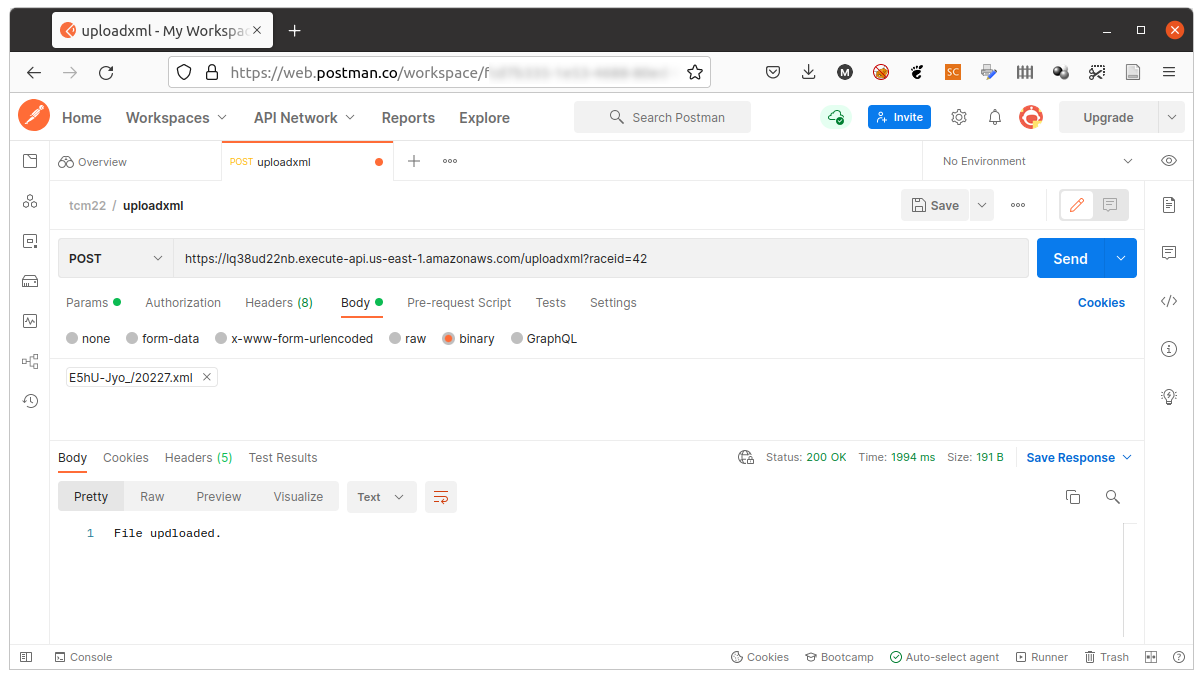 uploadxml - My Workspac
https://web.postman.co/workspace/f
M SC
Home Workspaces API Network Reports Explore Search Postman Invite Upgrade
Overview POST uploadxml No Environment
tcm22 / uploadxml Save
POST https://lq38ud22nb.execute-api.us-east-1.amazonaws.com/uploadxml?raceid=42 Send
Params Authorization Headers (8) Body Pre-request Script Tests Settings Cookies
none form-data x-www-form-urlencoded raw binary GraphQL
E5hU-Jyo_/20227.xml
Body Cookies Headers (5) Test Results Status: 200 OK Time: 1994 ms Size: 191 B Save Response
Pretty Raw Preview Visualize Text
1 File updloaded.
Console Cookies Bootcamp Auto-select agent Runner Trash